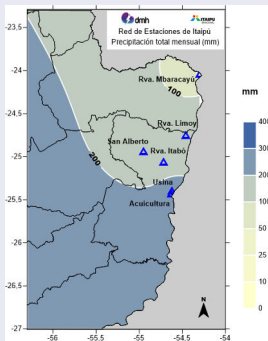 dmh
ITAIPU
Red de Estaciones de Itaipú
Precipitación total mensual (mm)
-23.5
-24
-24.5
-25
-25.5
-26
-26.5
-27
-56
-55.5
-55
-54.5
-54
Rva. Mbaracayú
100
Rva. Limoy
San Alberto
Rva. Itabó
200
Usina
Acuicultura
N
mm
400
300
200
100
50
25
10
0